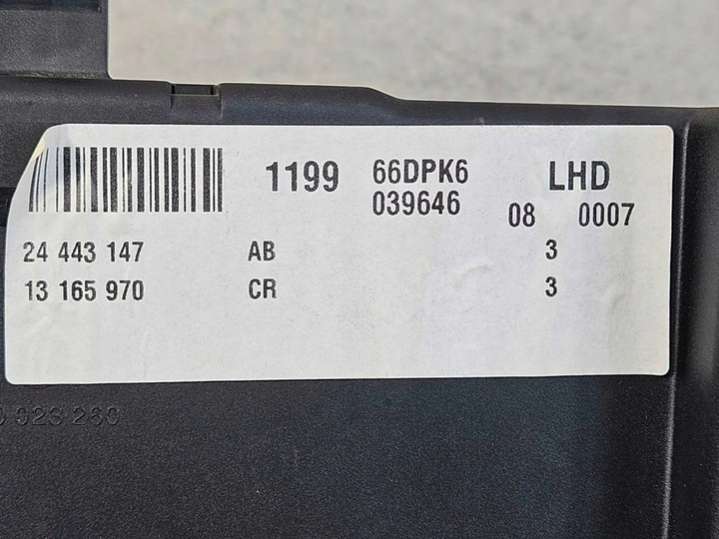 1199 66DPK6 LHD
039646 08 0007
24 443 147 AB 3
13 165 970 CR 3